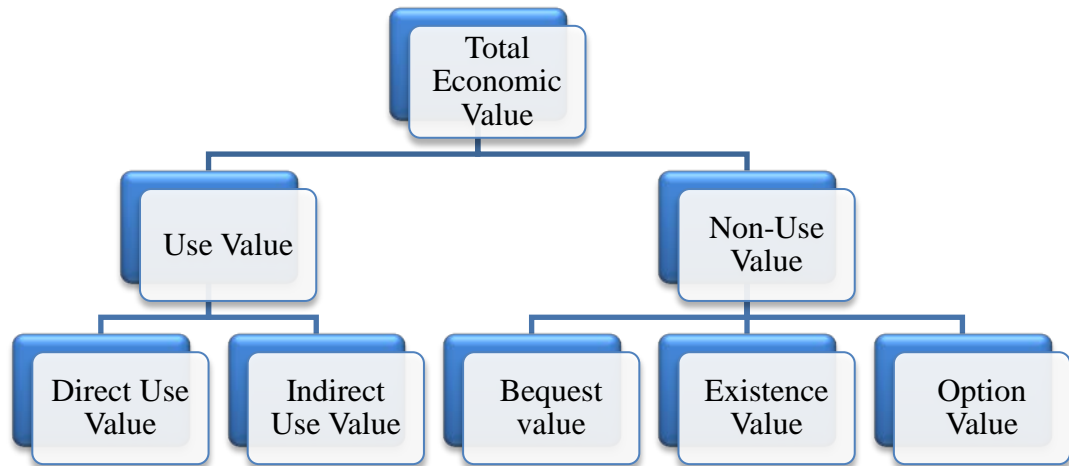 Total
Economic
Value
Use Value
Non-Use
Value
Direct Use
Value
Indirect
Use Value
Bequest
value
Existence
Value
Option
Value